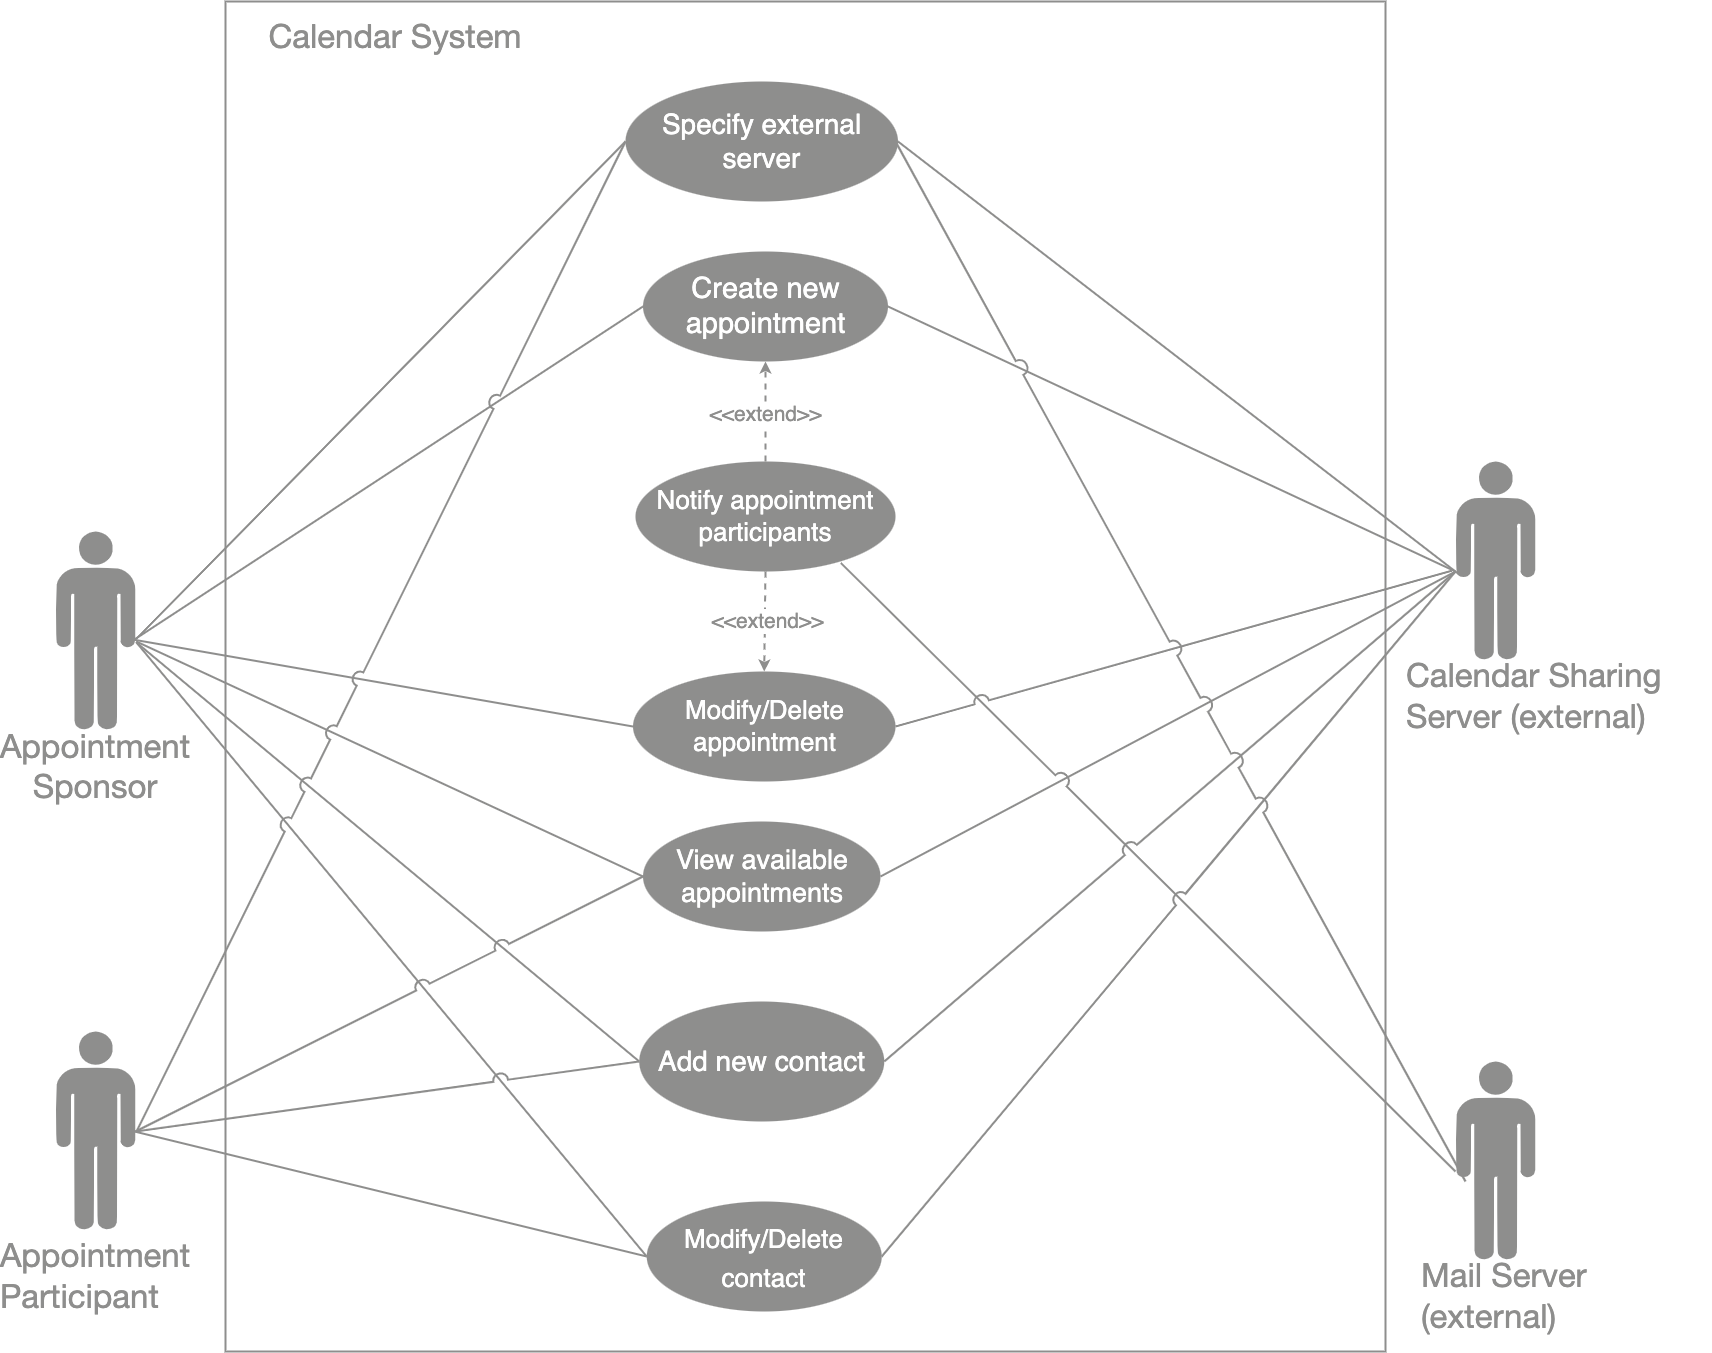 Calendar System
Specify external
server
Create new
appointment
<<extend>>
Notify appointment
participants
<<extend>>
Modify/Delete
appointment
View available
appointments
Add new contact
Modify/Delete
contact
Appointment
Sponsor
Appointment
Participant
Calendar Sharing
Server (external)
Mail Server
(external)